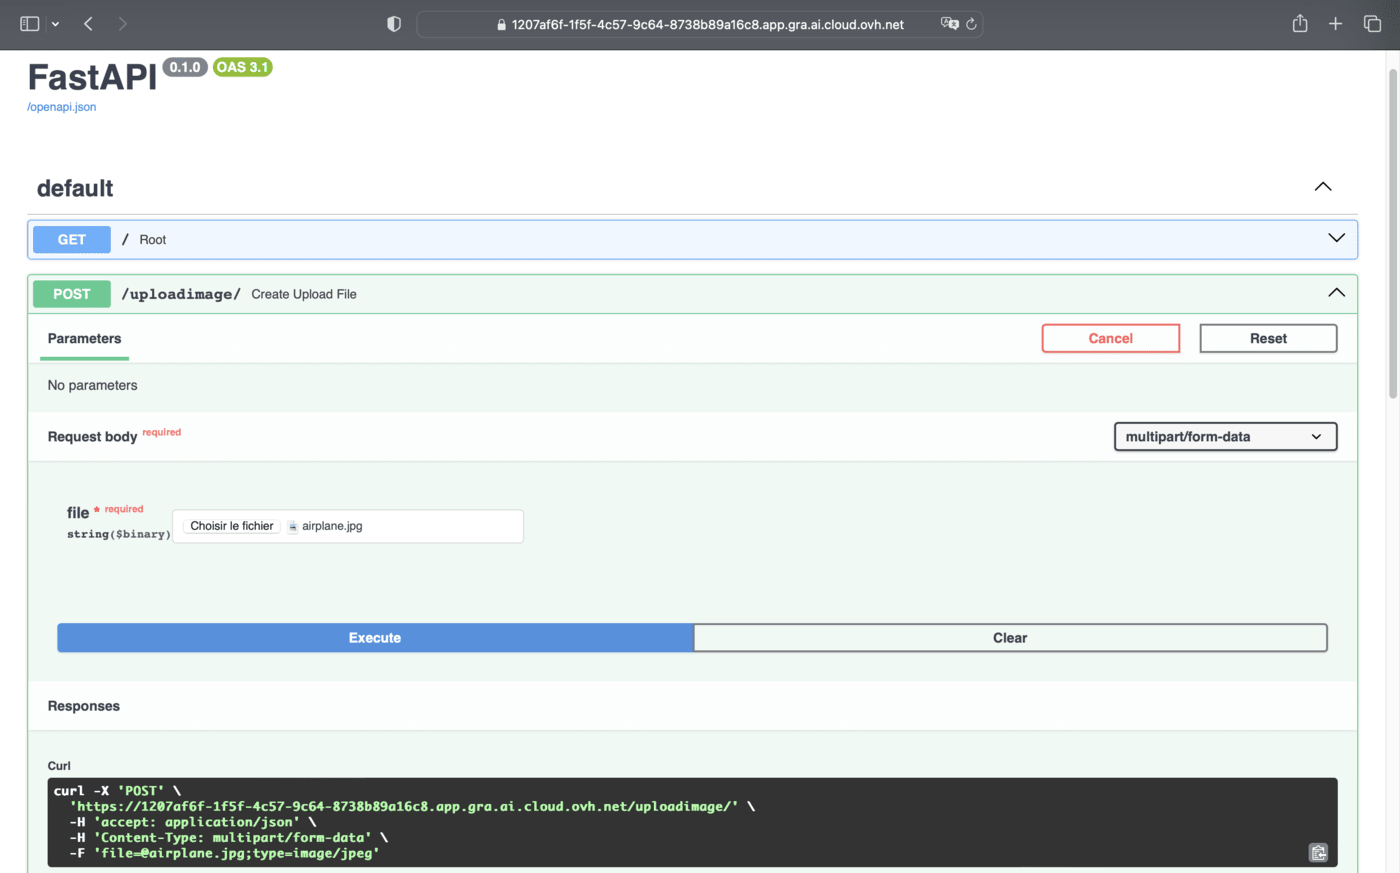 1207af6f-1f5f-4c57-9c64-8738b89a16c8.app.gra.ai.cloud.ovh.net
FastAPI 0.1.0 OAS 3.1
/openapi.json
default
GET / Root
POST /uploadimage/ Create Upload File
Parameters Cancel Reset
No parameters
Request body required multipart/form-data
file * required
string($binary) Choisir le fichier airplane.jpg
Execute Clear
Responses
Curl
curl -X 'POST' \
'https://1207af6f-1f5f-4c57-9c64-8738b89a16c8.app.gra.ai.cloud.ovh.net/uploadimage/' \
-H 'accept: application/json' \
-H 'Content-Type: multipart/form-data' \
-F 'file=@airplane.jpg;type=image/jpeg'